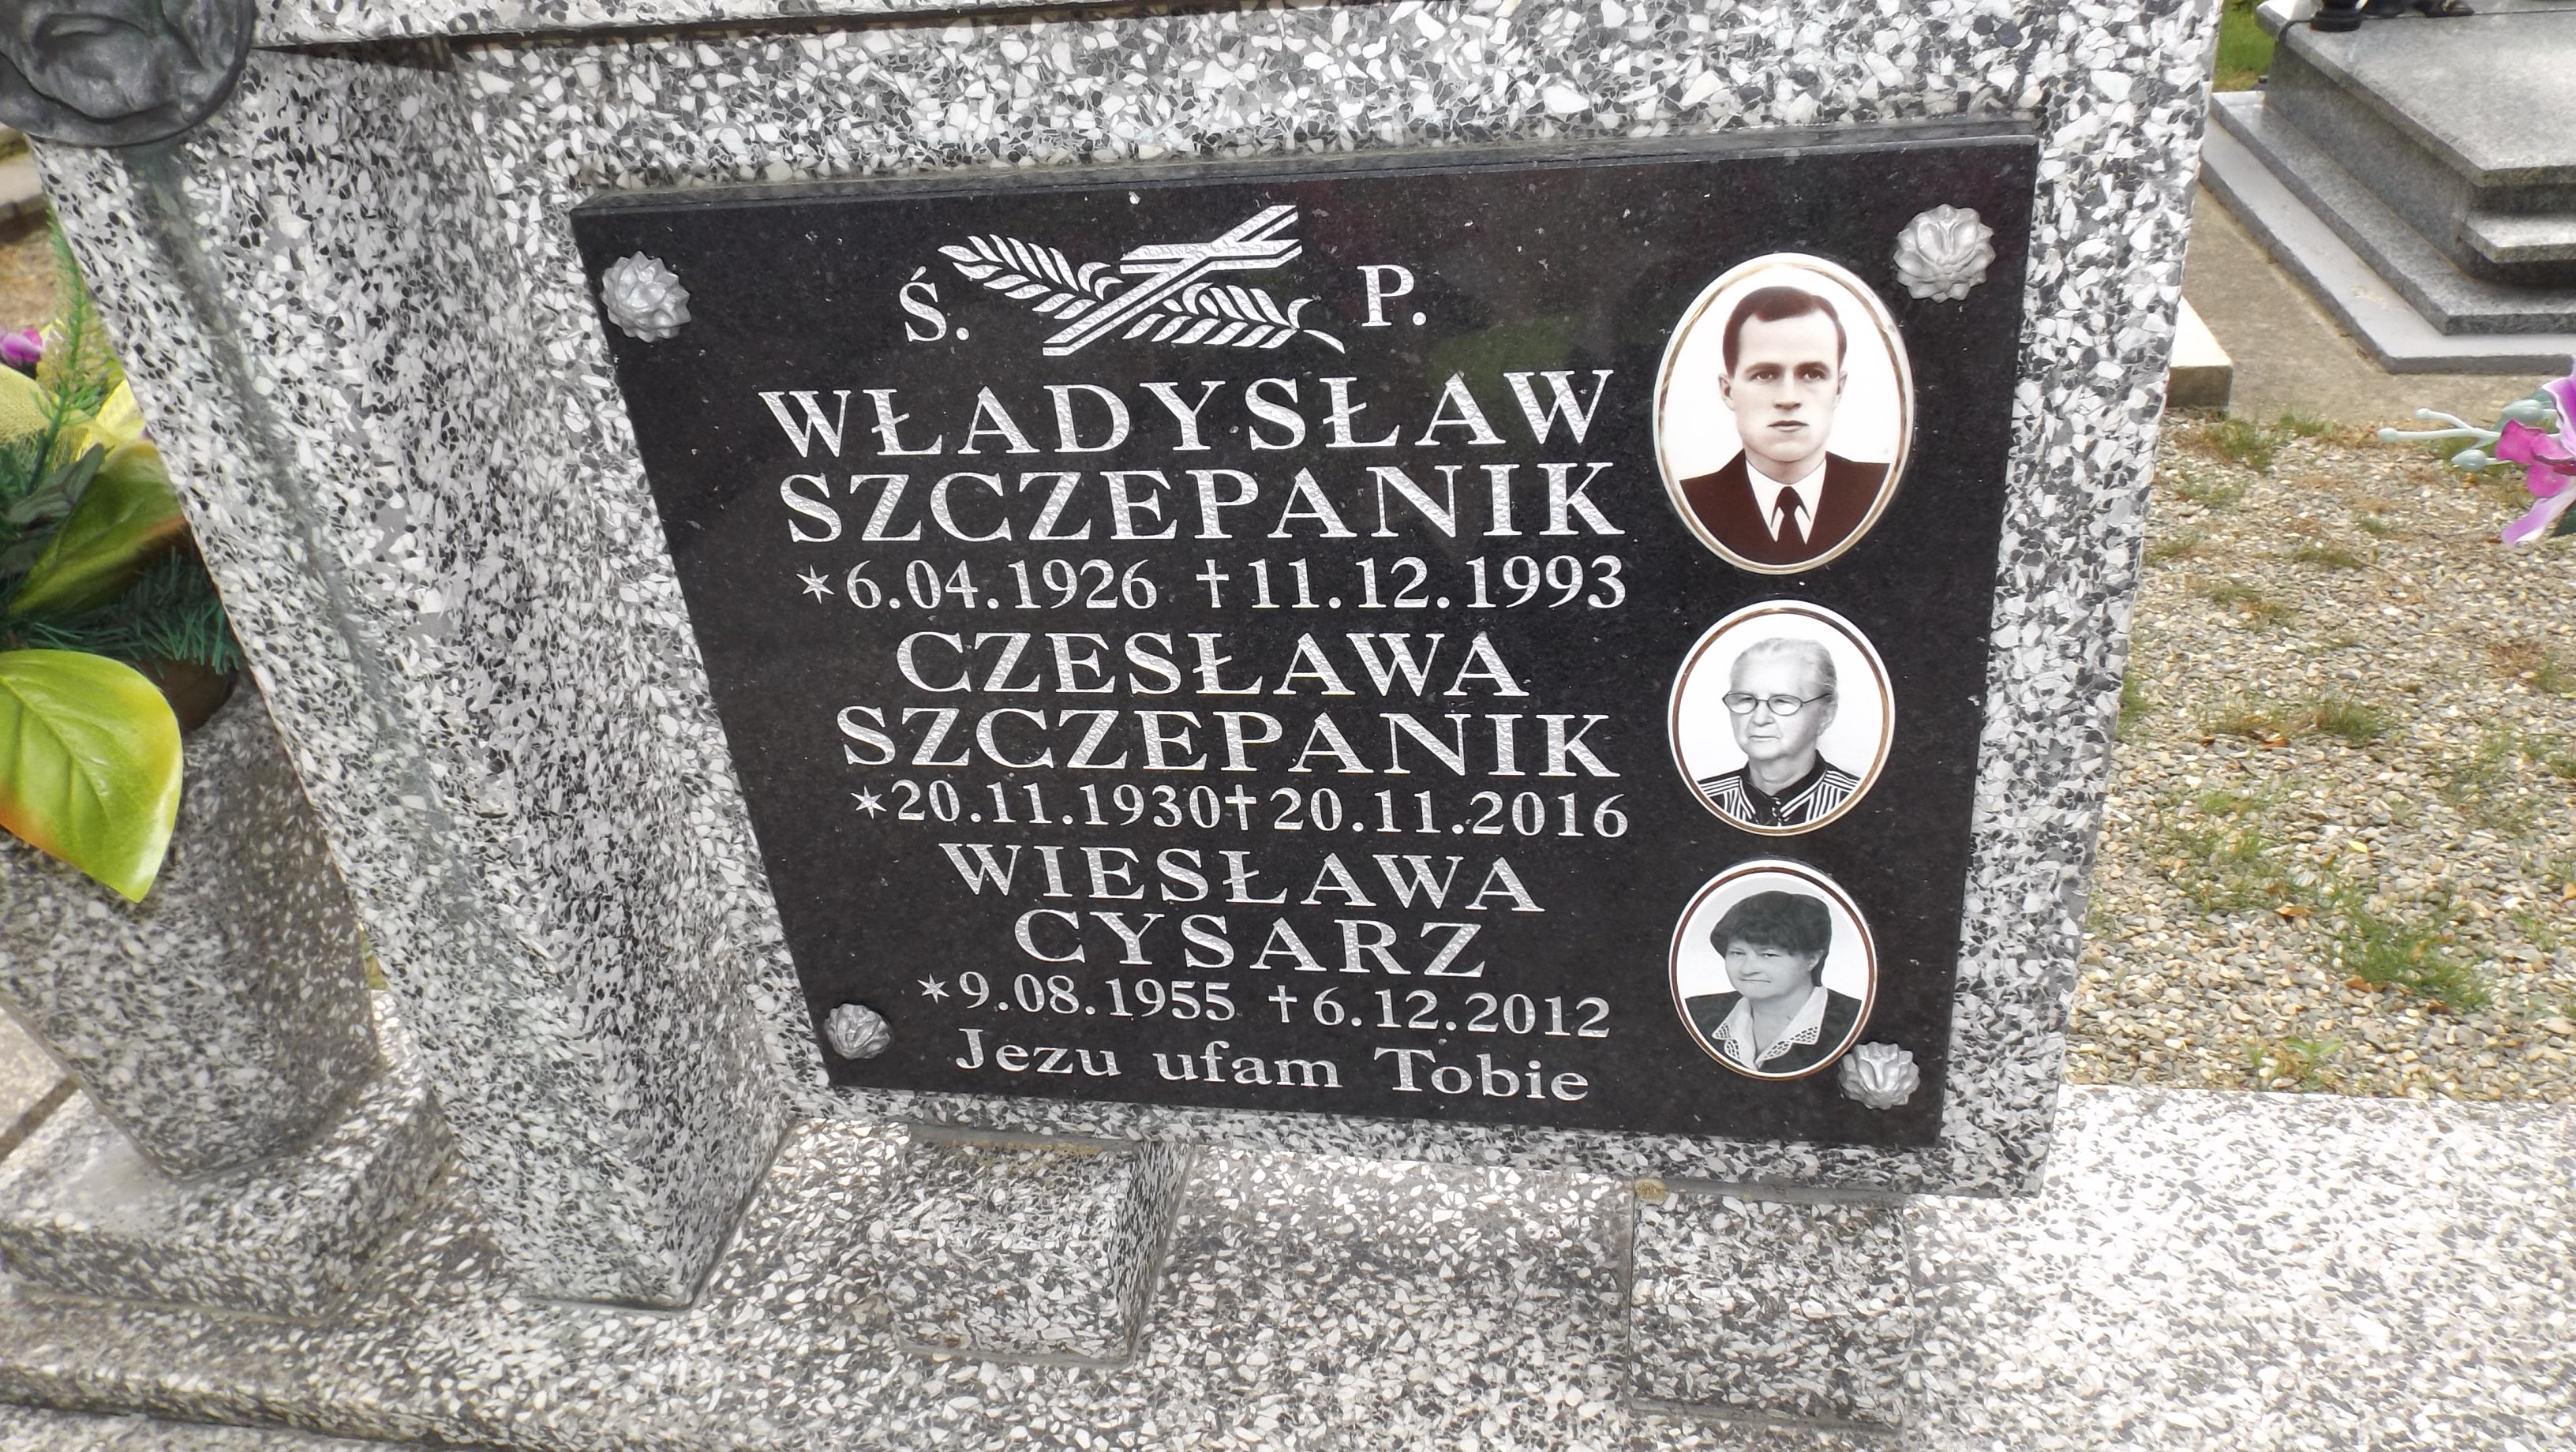 Ś. P.
WŁADYSŁAW
SZCZEPANIK
*6.04.1926 †11.12.1993
CZESŁAWA
SZCZEPANIK
*20.11.1930 †20.11.2016
WIESŁAWA
CYSARZ
*9.08.1955 †6.12.2012
Jezu ufam Tobie